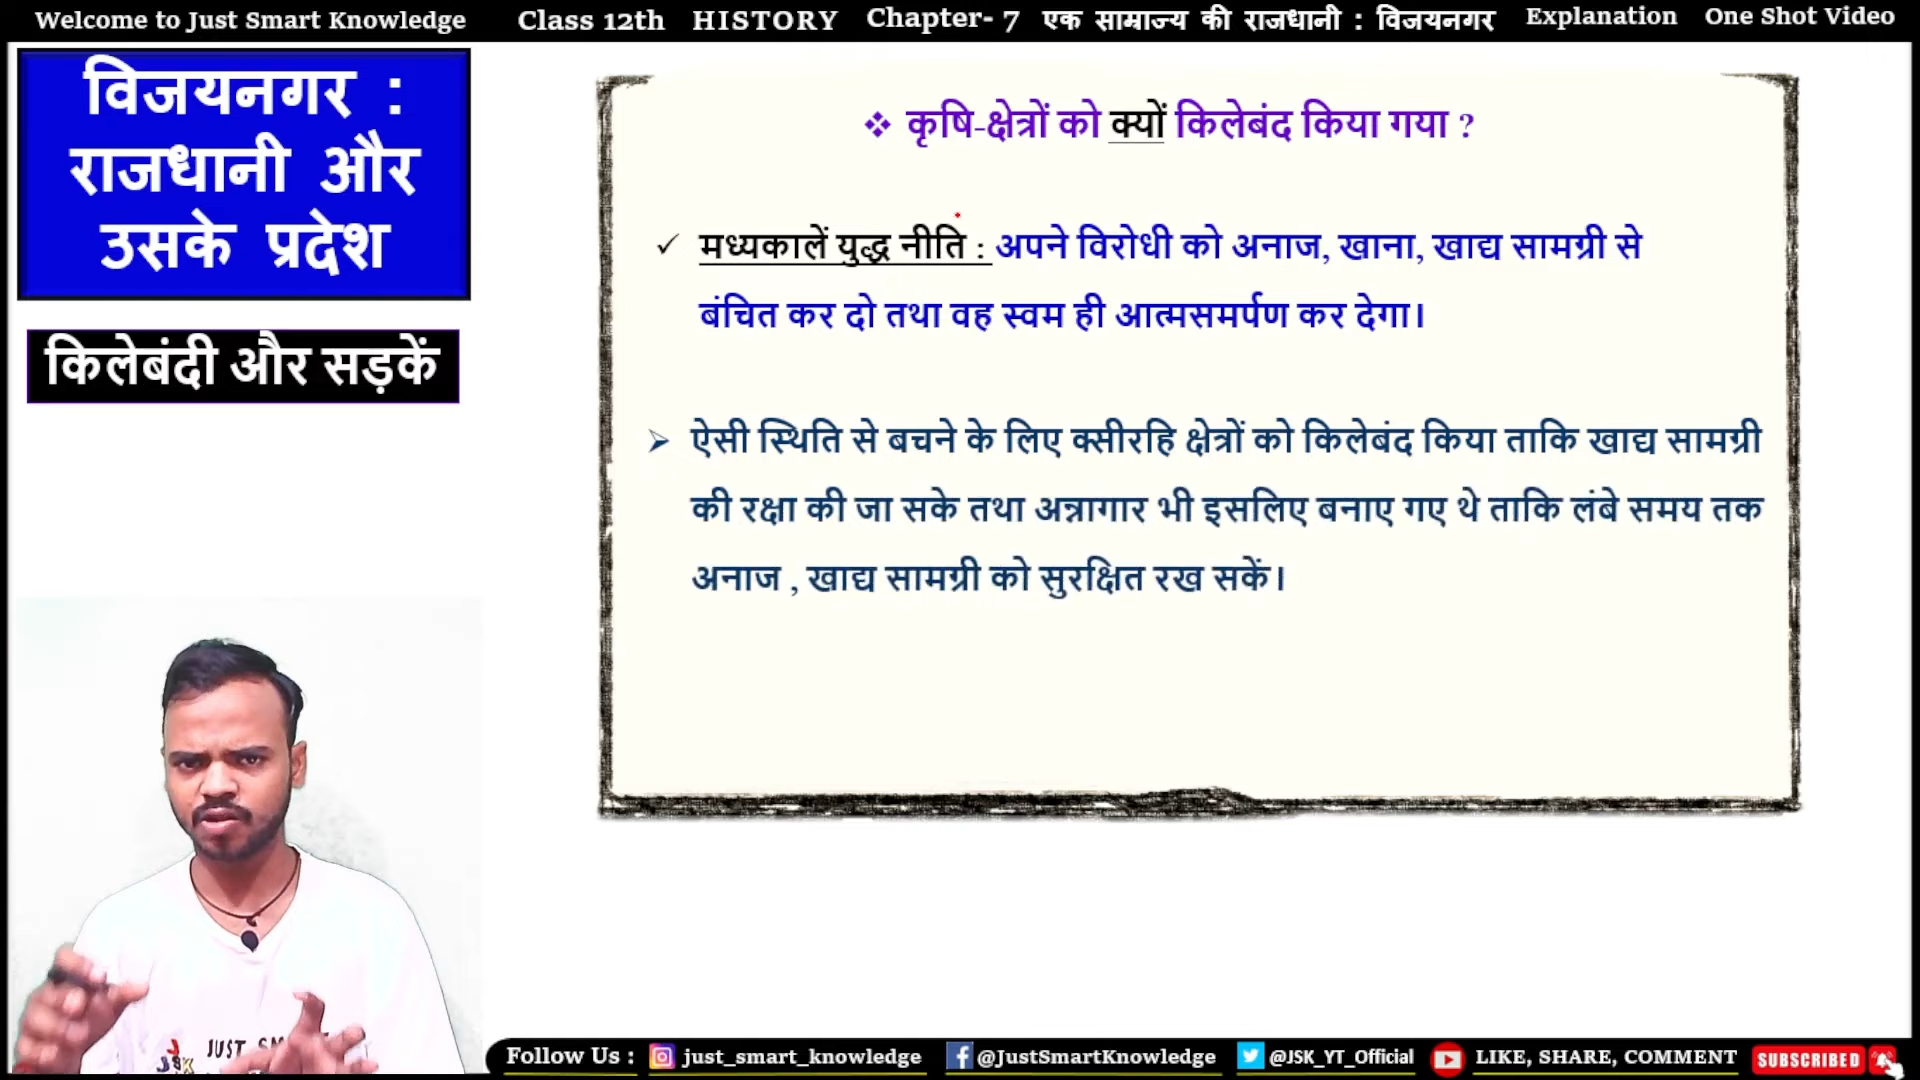 Welcome to Just Smart Knowledge Class 12th HISTORY Chapter- 7 एक साम्राज्य की राजधानी : विजयनगर Explanation One Shot Video
विजयनगर :
राजधानी और
उसके प्रदेश
किलेबंदी और सड़कें
❖ कृषि-क्षेत्रों को क्यों किलेबंद किया गया ?
✓ मध्यकालें युद्ध नीति : अपने विरोधी को अनाज, खाना, खाद्य सामग्री से
बंचित कर दो तथा वह स्वम ही आत्मसमर्पण कर देगा।
➢ ऐसी स्थिति से बचने के लिए क्सीरहि क्षेत्रों को किलेबंद किया ताकि खाद्य सामग्री
की रक्षा की जा सके तथा अन्नागार भी इसलिए बनाए गए थे ताकि लंबे समय तक
अनाज , खाद्य सामग्री को सुरक्षित रख सकें।
JUST SM
JSK
Follow Us : just_smart_knowledge @JustSmartKnowledge @JSK_YT_Official LIKE, SHARE, COMMENT SUBSCRIBED